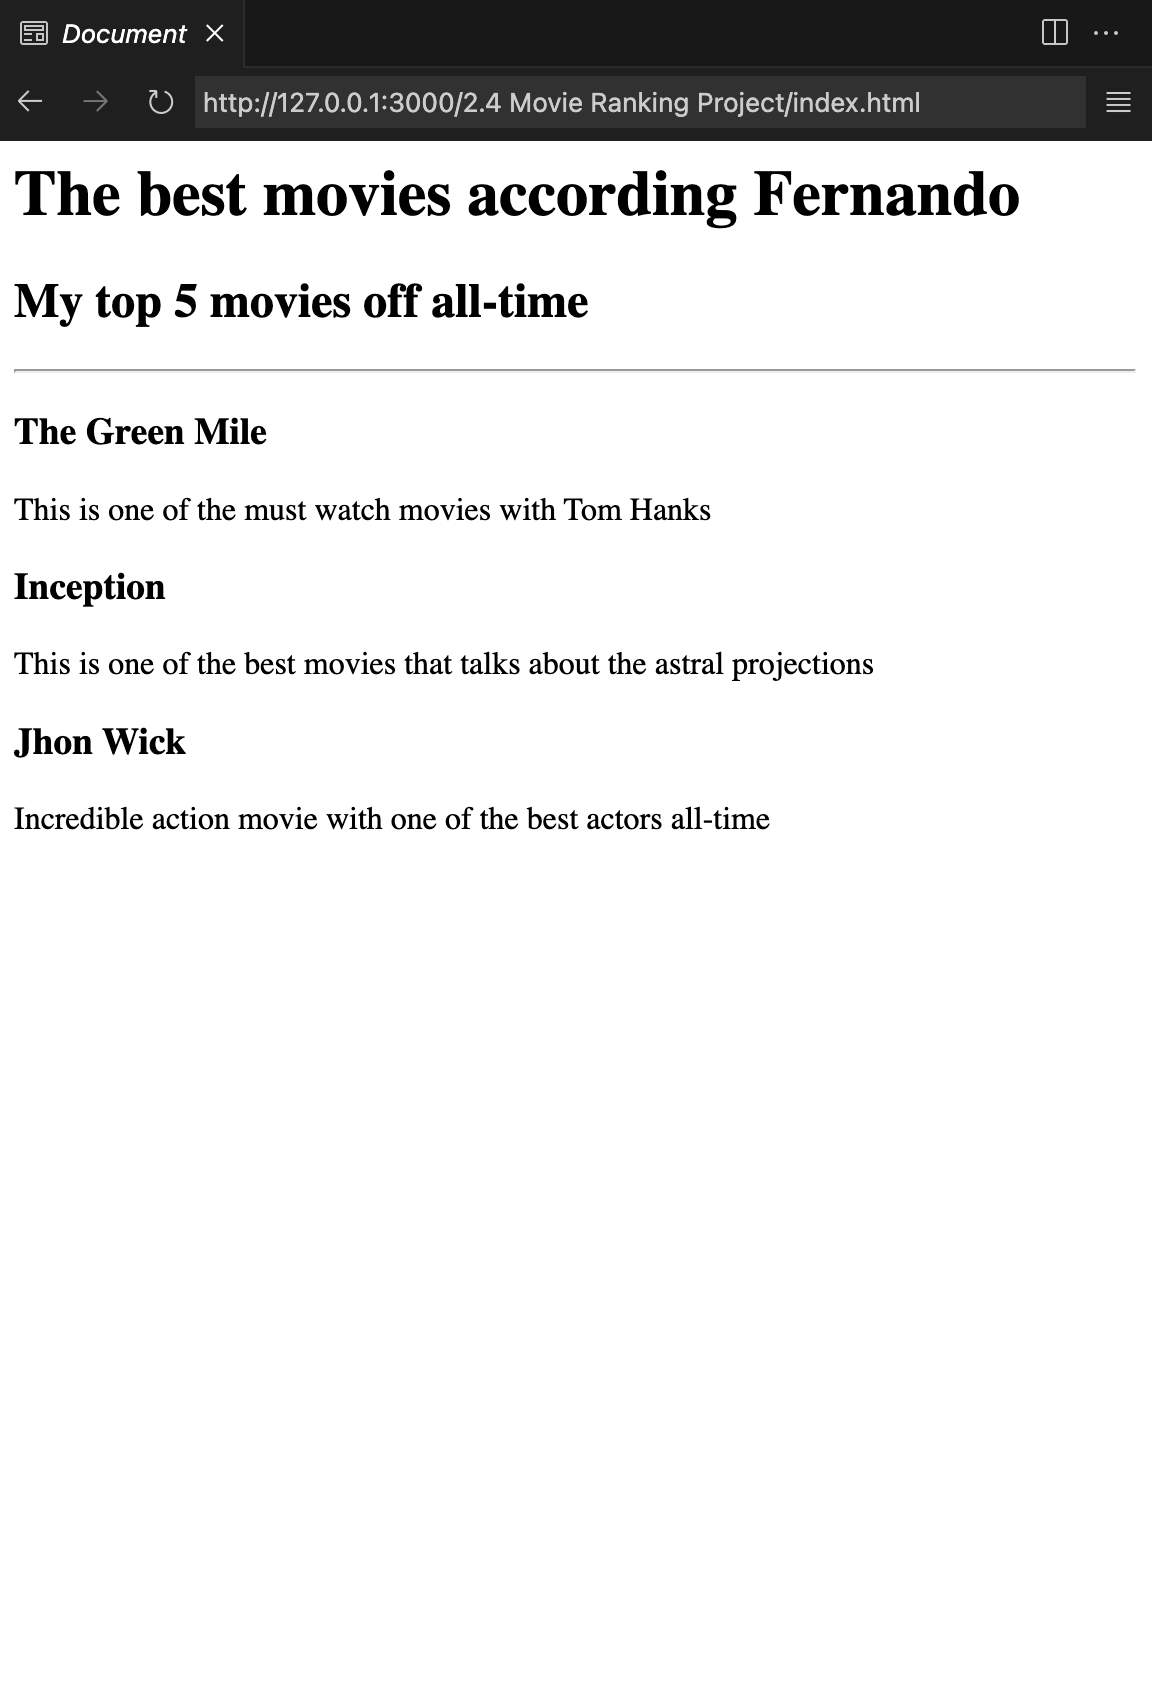 Document
http://127.0.0.1:3000/2.4 Movie Ranking Project/index.html
The best movies according Fernando
My top 5 movies off all-time
The Green Mile
This is one of the must watch movies with Tom Hanks
Inception
This is one of the best movies that talks about the astral projections
Jhon Wick
Incredible action movie with one of the best actors all-time